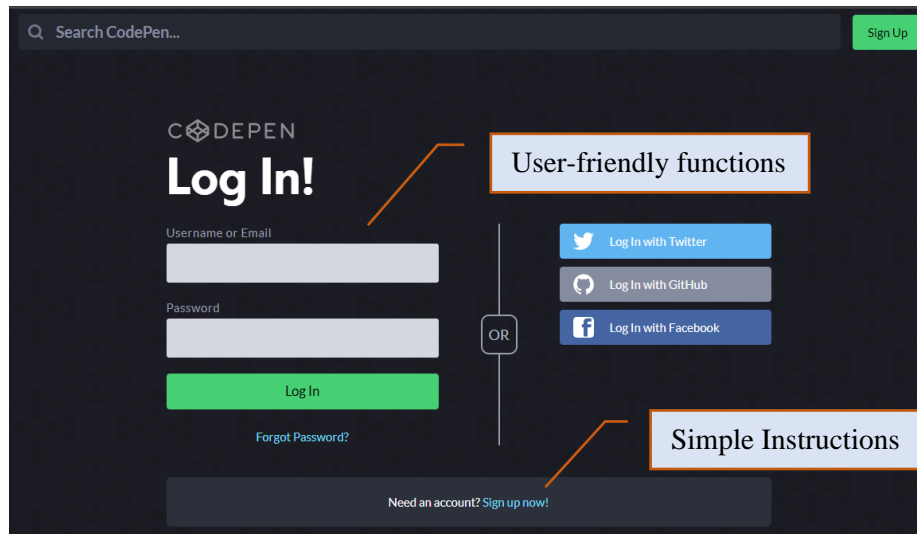 Search CodePen...
Sign Up
CODEPEN
Log In!
User-friendly functions
Username or Email
Password
Log In
Forgot Password?
OR
Log In with Twitter
Log In with GitHub
Log In with Facebook
Simple Instructions
Need an account? Sign up now!